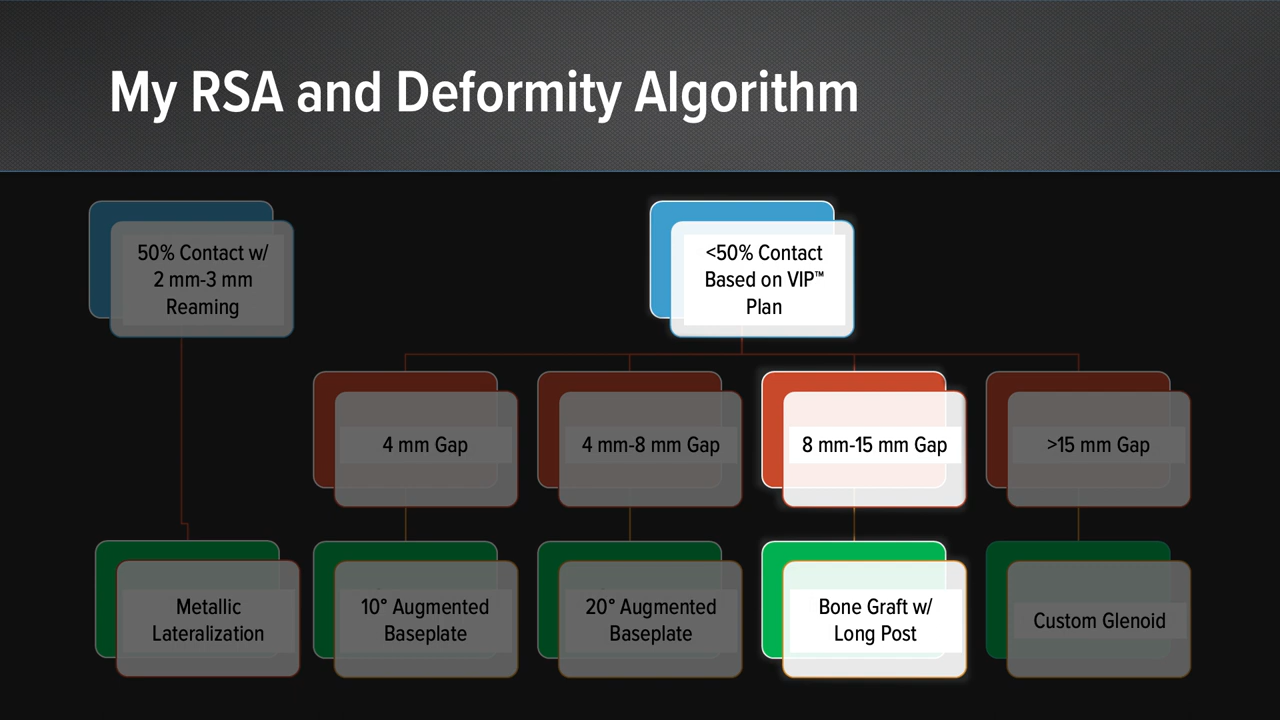 My RSA and Deformity Algorithm
50% Contact w/
2 mm-3 mm
Reaming
<50% Contact
Based on VIP™
Plan
4 mm Gap
4 mm-8 mm Gap
8 mm-15 mm Gap
>15 mm Gap
Metallic
Lateralization
10° Augmented
Baseplate
20° Augmented
Baseplate
Bone Graft w/
Long Post
Custom Glenoid